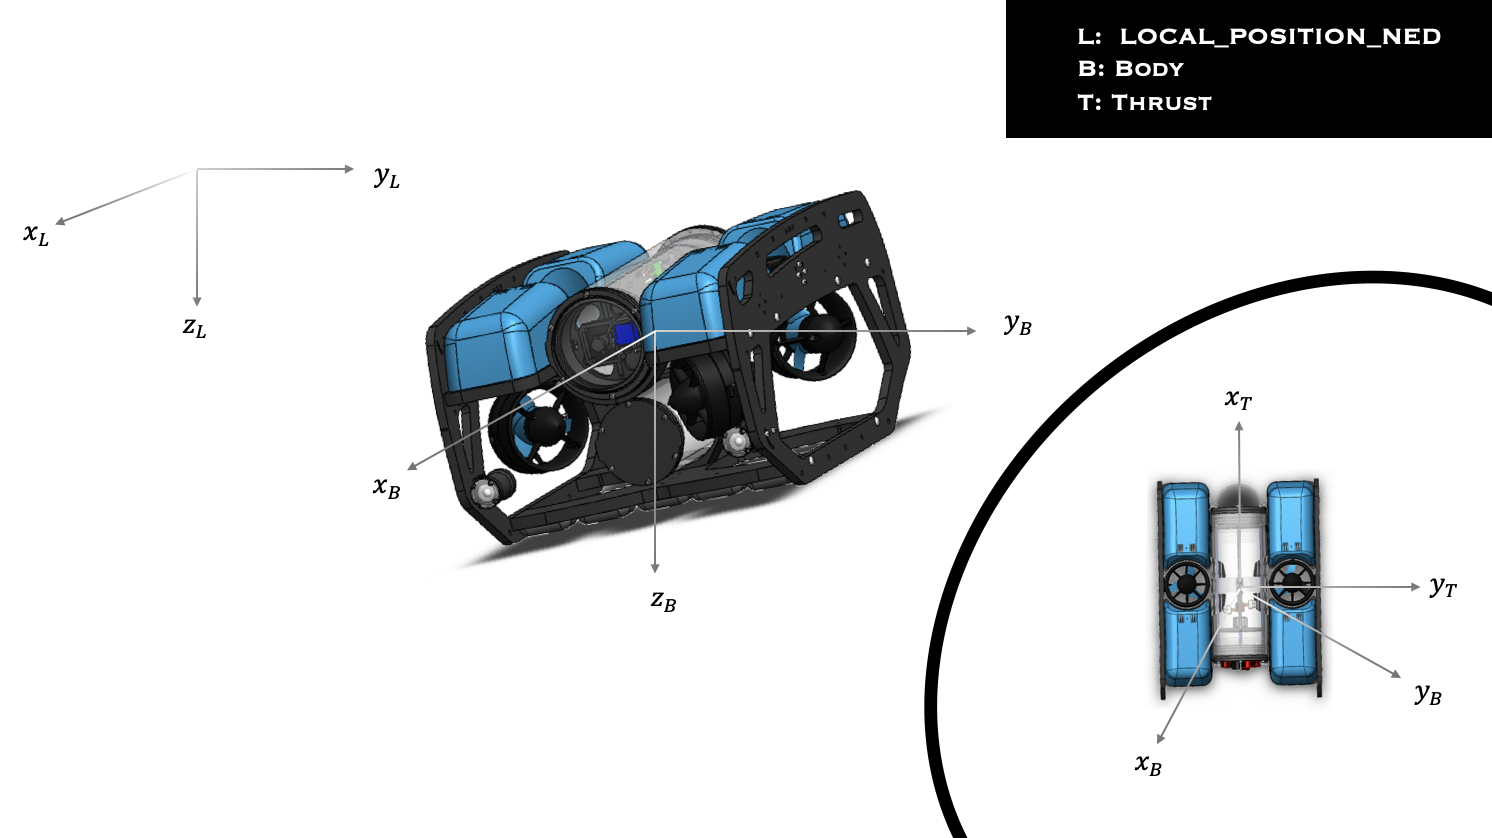 L: LOCAL_POSITION_NED
B: BODY
T: THRUST
y_L
x_L
z_L
y_B
x_B
z_B
x_T
y_T
y_B
x_B